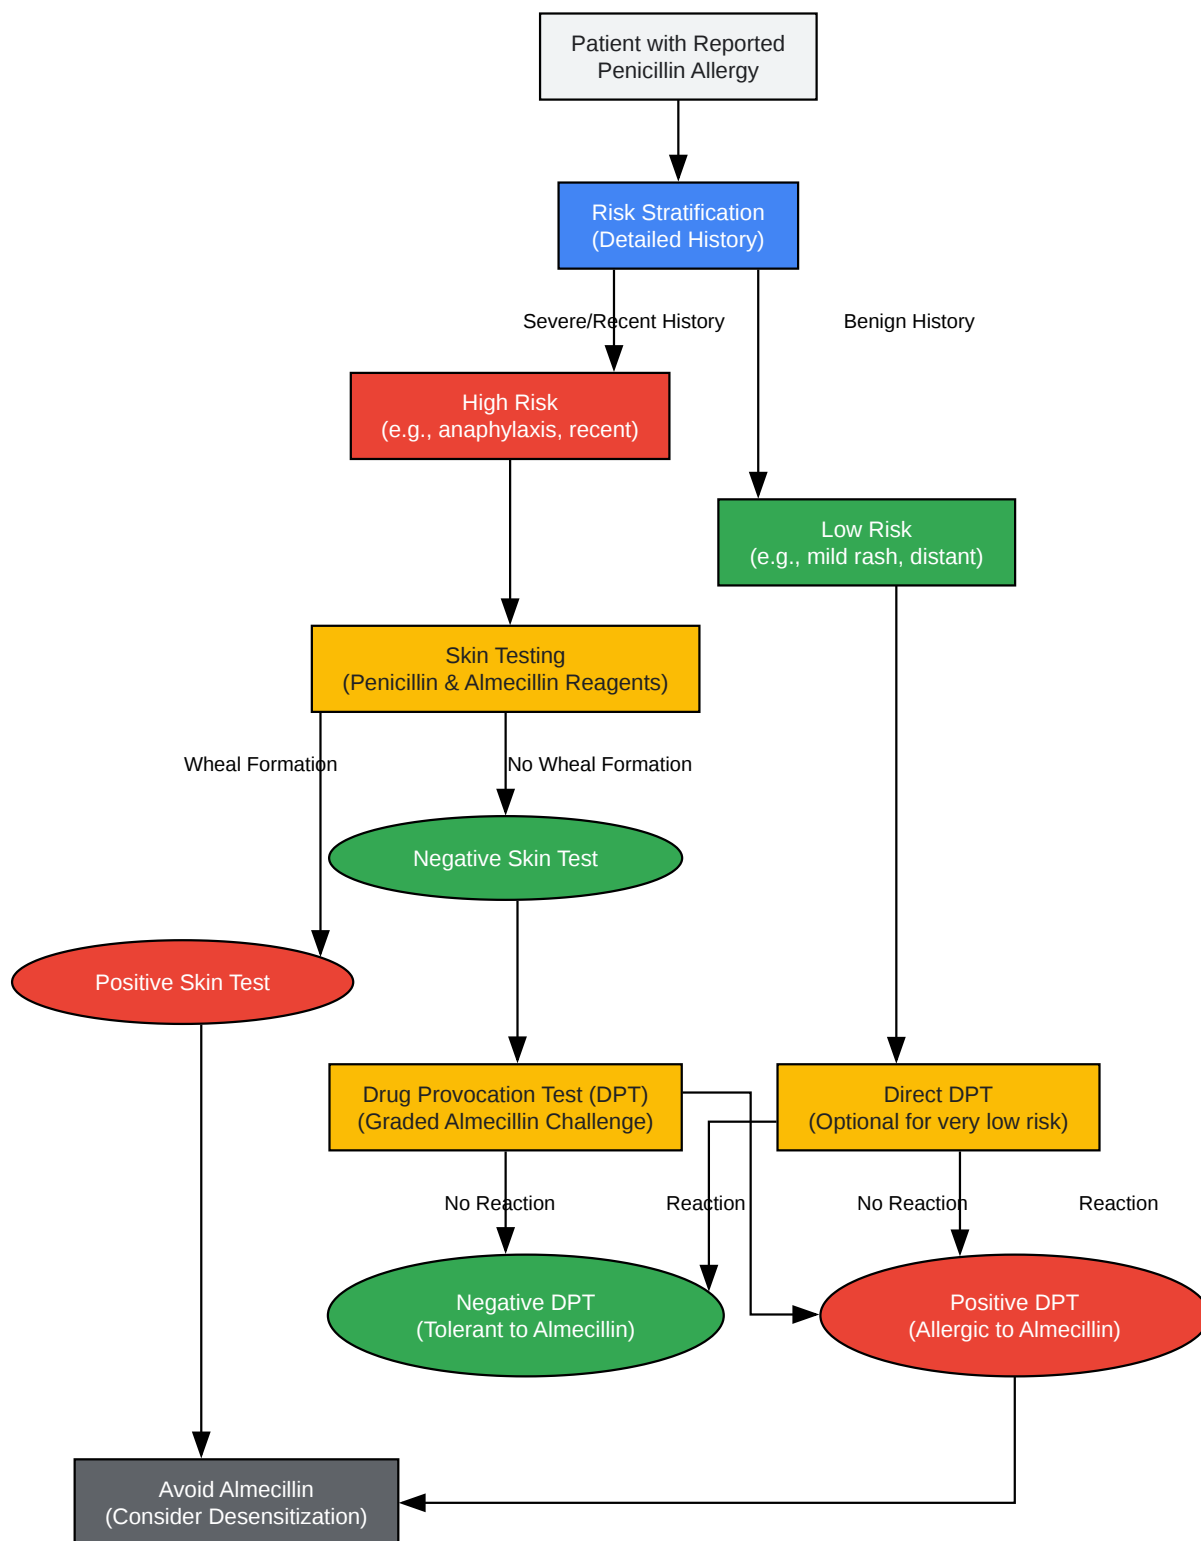 Patient with Reported
Penicillin Allergy
Risk Stratification
(Detailed History)
Severe/Recent History
Benign History
High Risk
(e.g., anaphylaxis, recent)
Low Risk
(e.g., mild rash, distant)
Skin Testing
(Penicillin & Almecillin Reagents)
Wheal Formation
No Wheal Formation
Negative Skin Test
Positive Skin Test
Drug Provocation Test (DPT)
(Graded Almecillin Challenge)
Direct DPT
(Optional for very low risk)
No Reaction
Reaction
No Reaction
Reaction
Negative DPT
(Tolerant to Almecillin)
Positive DPT
(Allergic to Almecillin)
Avoid Almecillin
(Consider Desensitization)